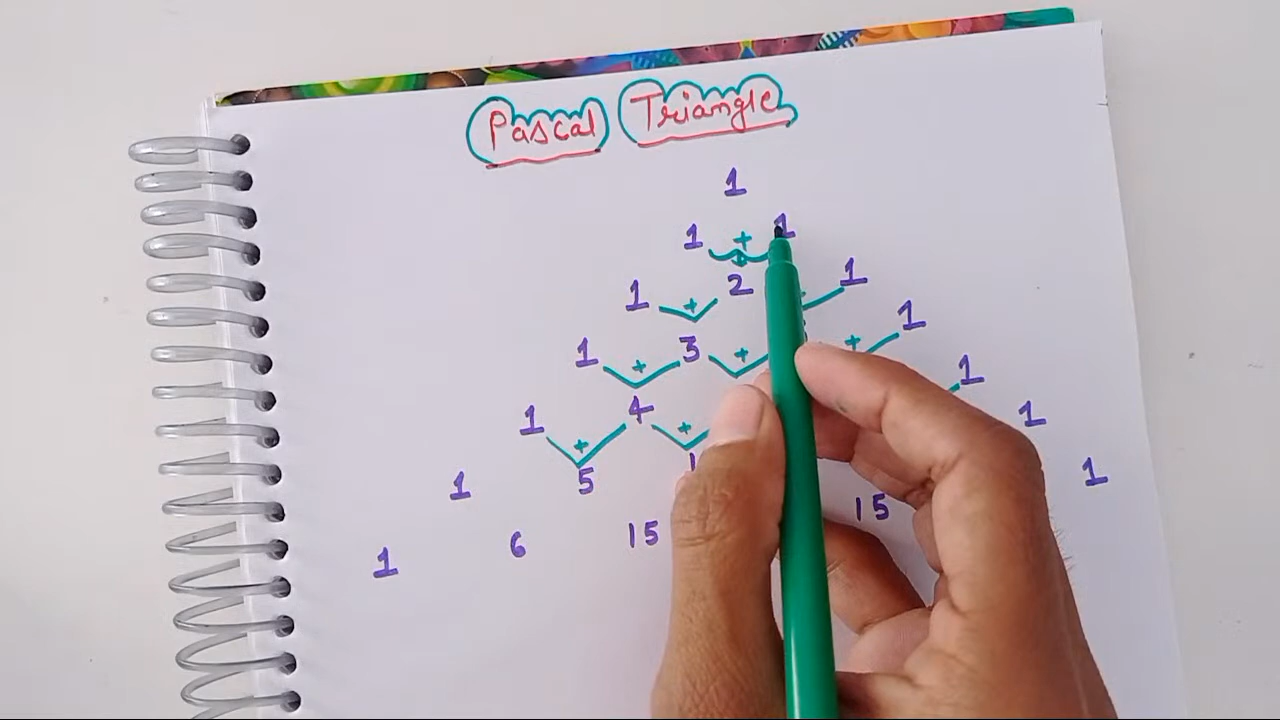 Pascal Triangle
1
1 + 1
1 + 2 1
1 + 3 + + 1
1 + 4 + 1
1 5 1
1 6 15 15 1